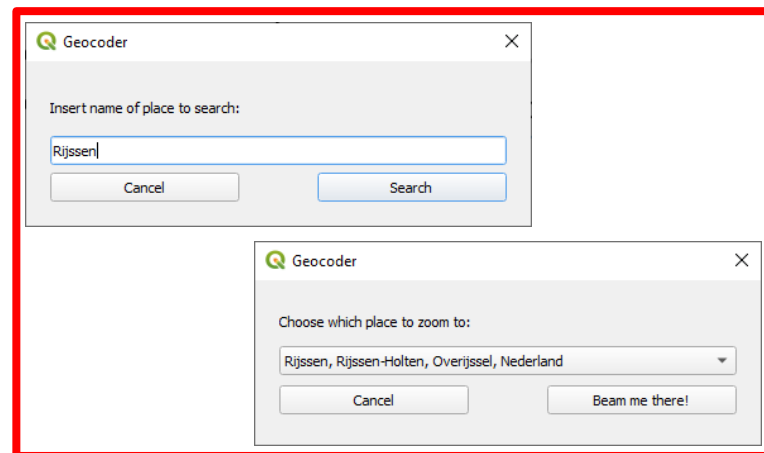 Geocoder
Insert name of place to search:
Rijssen
Cancel Search
Geocoder
Choose which place to zoom to:
Rijssen, Rijssen-Holten, Overijssel, Nederland
Cancel Beam me there!